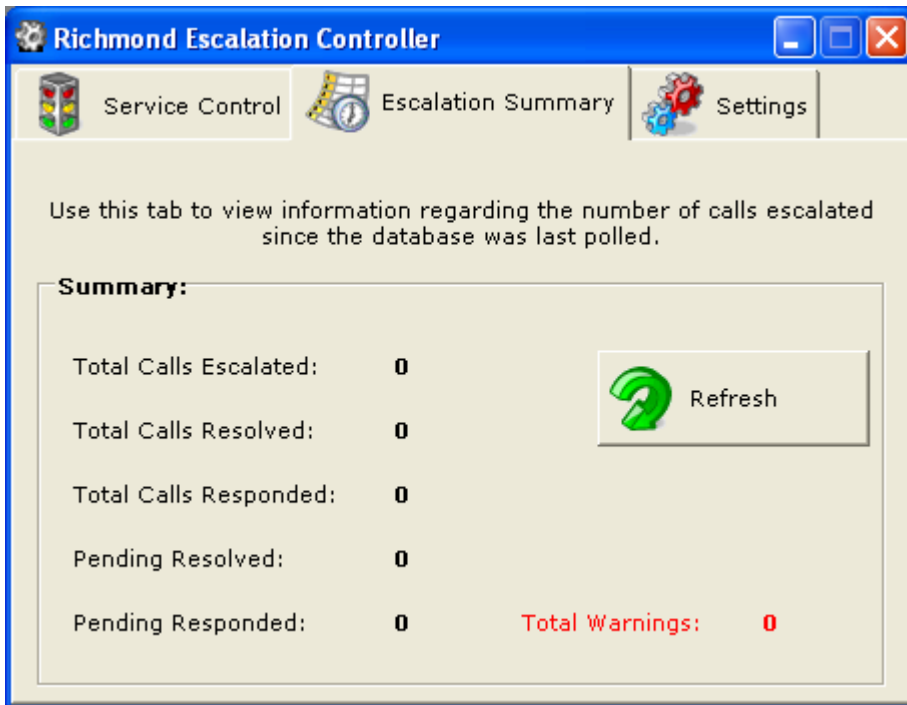 Richmond Escalation Controller
Service Control
Escalation Summary
Settings
Use this tab to view information regarding the number of calls escalated
since the database was last polled.
Summary:
Total Calls Escalated: 0
Refresh
Total Calls Resolved: 0
Total Calls Responded: 0
Pending Resolved: 0
Pending Responded: 0
Total Warnings: 0